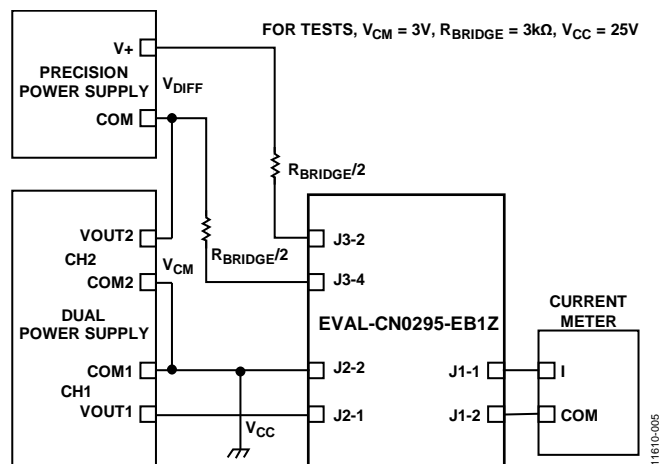 FOR TESTS, VCM = 3V, RBRIDGE = 3kΩ, VCC = 25V
V+
PRECISION
POWER SUPPLY
VDIFF
COM
RBRIDGE/2
VOUT2
CH2
VCM
COM2
RBRIDGE/2
J3-2
J3-4
DUAL
POWER SUPPLY
EVAL-CN0295-EB1Z
CURRENT
METER
COM1
CH1
VOUT1
VCC
J2-2
J2-1
J1-1
J1-2
I
COM
11610-005